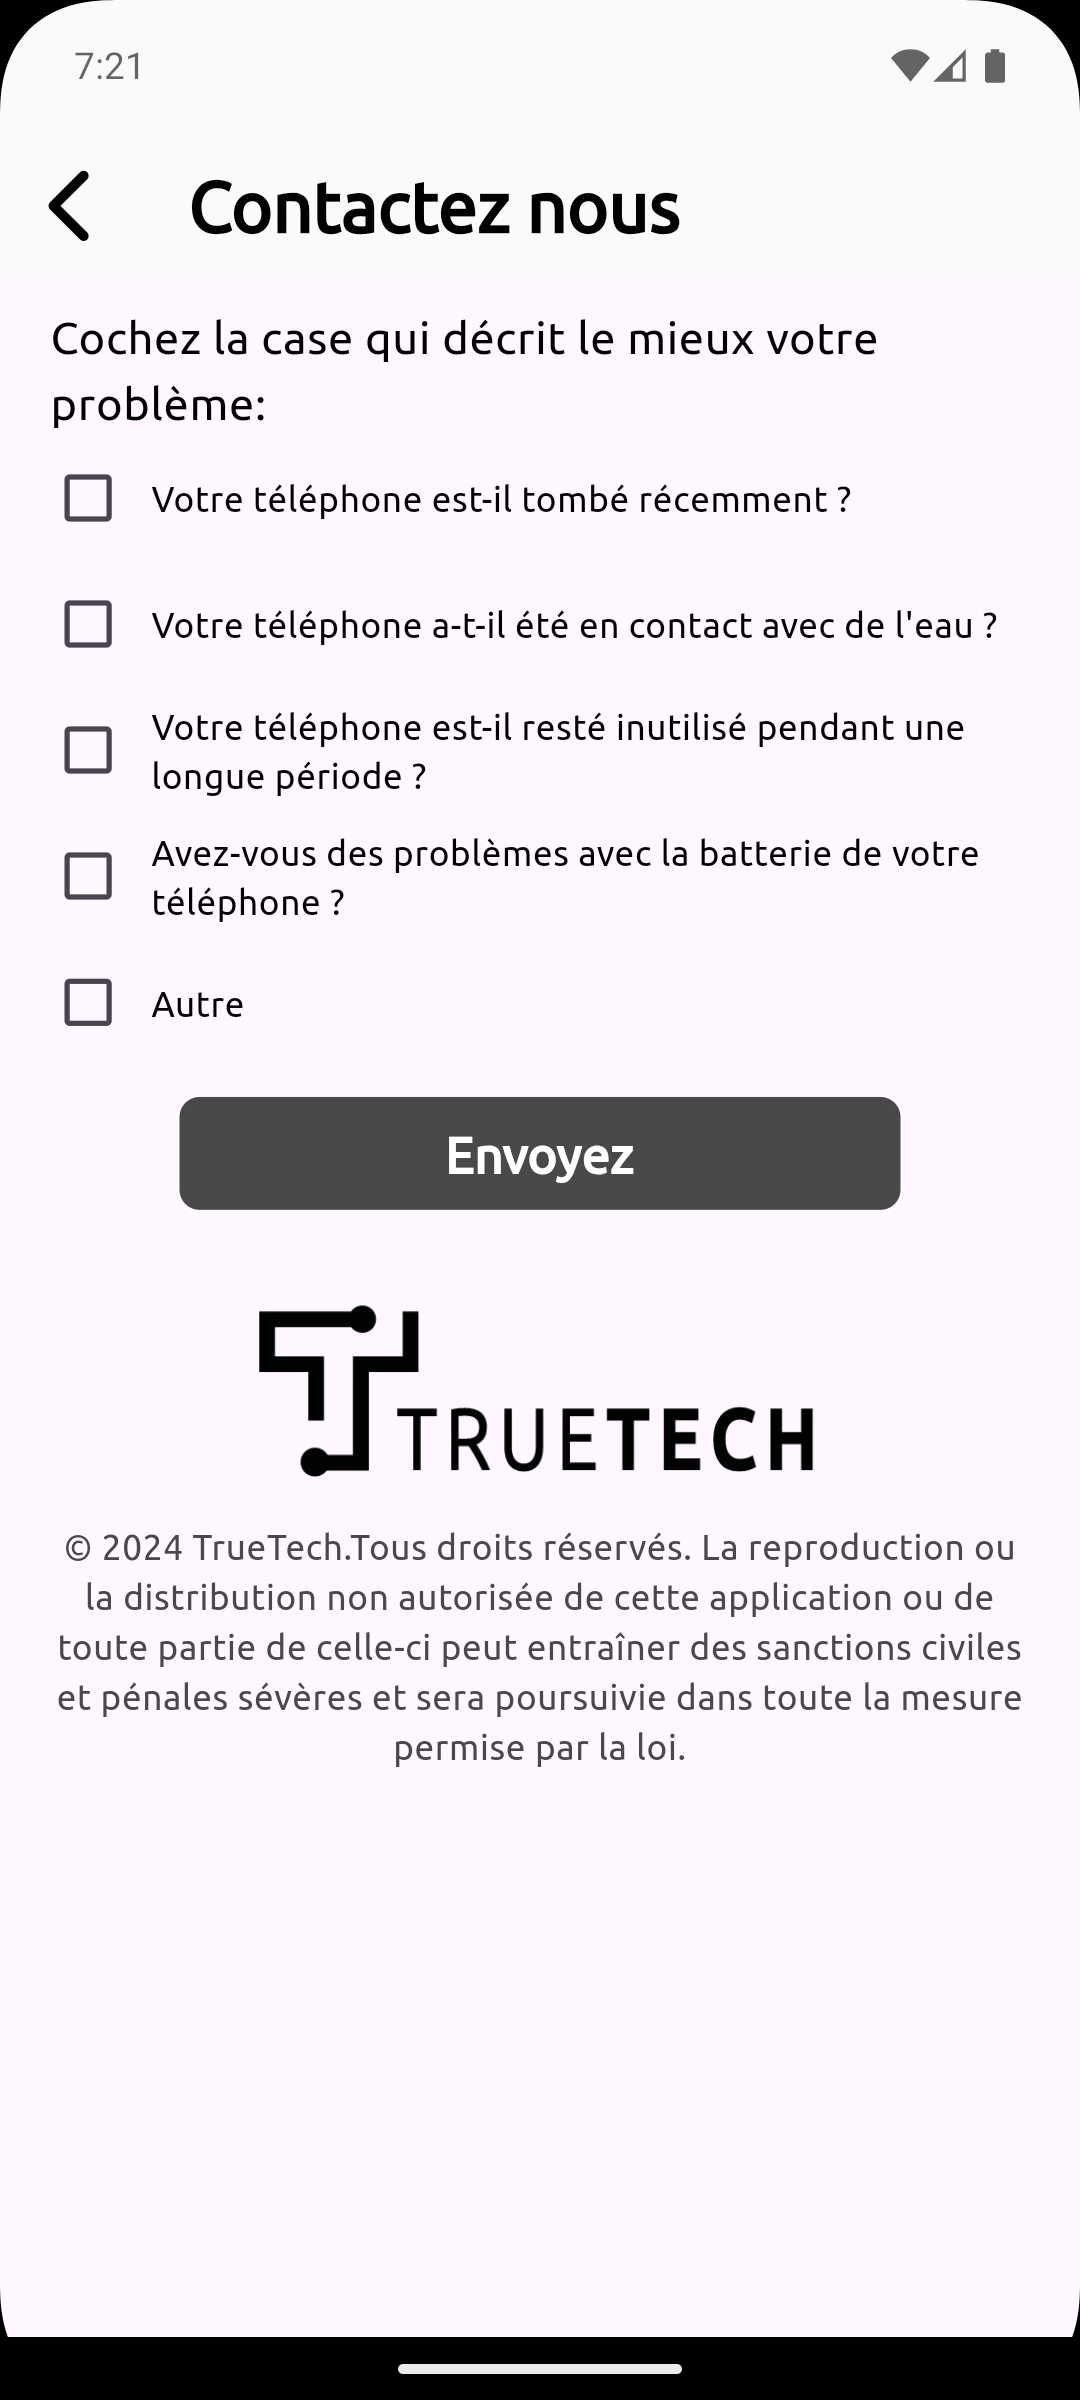 7:21
Contactez nous
Cochez la case qui décrit le mieux votre
problème:
Votre téléphone est-il tombé récemment ?
Votre téléphone a-t-il été en contact avec de l'eau ?
Votre téléphone est-il resté inutilisé pendant une
longue période ?
Avez-vous des problèmes avec la batterie de votre
téléphone ?
Autre
Envoyez
TRUETECH
© 2024 TrueTech.Tous droits réservés. La reproduction ou
la distribution non autorisée de cette application ou de
toute partie de celle-ci peut entraîner des sanctions civiles
et pénales sévères et sera poursuivie dans toute la mesure
permise par la loi.